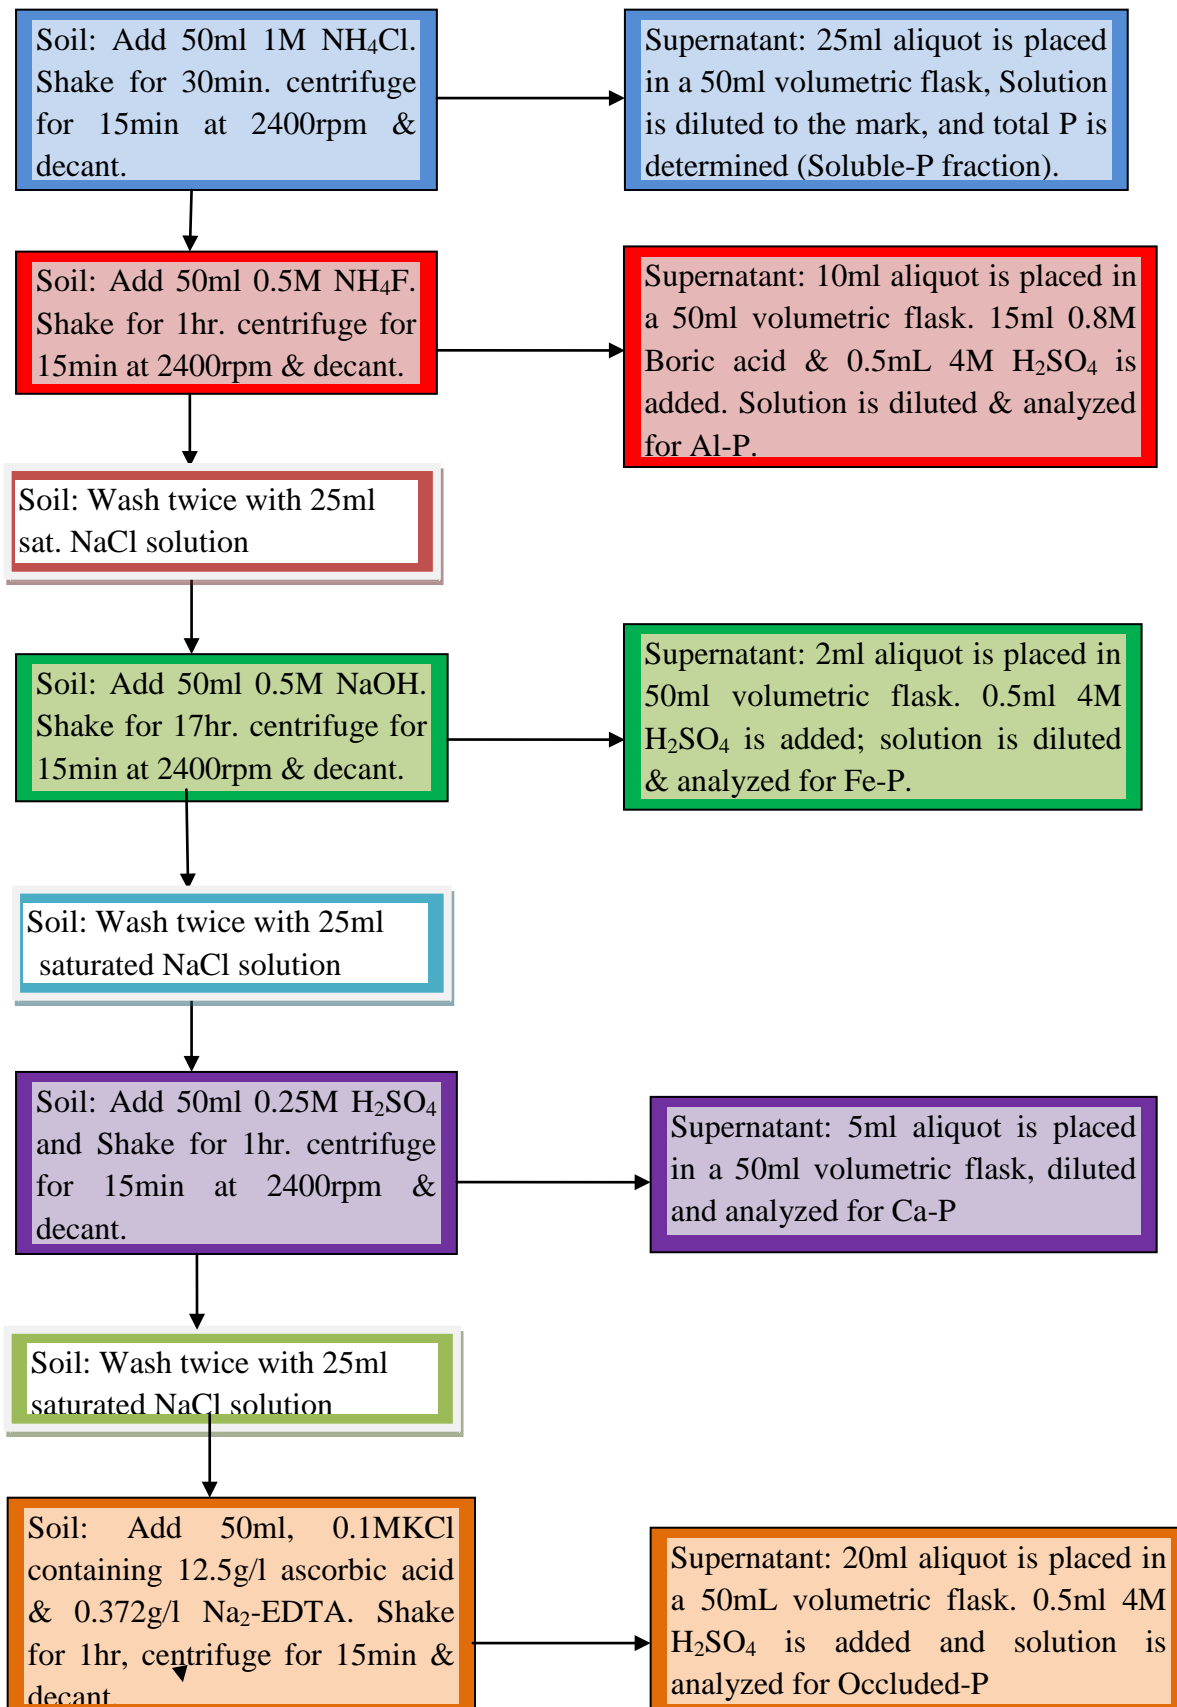 Soil: Add 50ml 1M NH₄Cl.
Shake for 30min. centrifuge
for 15min at 2400rpm &
decant.
Supernatant: 25ml aliquot is placed
in a 50ml volumetric flask, Solution
is diluted to the mark, and total P is
determined (Soluble-P fraction).
Soil: Add 50ml 0.5M NH₄F.
Shake for 1hr. centrifuge for
15min at 2400rpm & decant.
Supernatant: 10ml aliquot is placed in
a 50ml volumetric flask. 15ml 0.8M
Boric acid & 0.5mL 4M H₂SO₄ is
added. Solution is diluted & analyzed
for Al-P.
Soil: Wash twice with 25ml
sat. NaCl solution
Soil: Add 50ml 0.5M NaOH.
Shake for 17hr. centrifuge for
15min at 2400rpm & decant.
Supernatant: 2ml aliquot is placed in
50ml volumetric flask. 0.5ml 4M
H₂SO₄ is added; solution is diluted
& analyzed for Fe-P.
Soil: Wash twice with 25ml
saturated NaCl solution
Soil: Add 50ml 0.25M H₂SO₄
and Shake for 1hr. centrifuge
for 15min at 2400rpm &
decant.
Supernatant: 5ml aliquot is placed
in a 50ml volumetric flask, diluted
and analyzed for Ca-P
Soil: Wash twice with 25ml
saturated NaCl solution
Soil: Add 50ml, 0.1MKCl
containing 12.5g/l ascorbic acid
& 0.372g/l Na₂-EDTA. Shake
for 1hr, centrifuge for 15min &
decant.
Supernatant: 20ml aliquot is placed in
a 50mL volumetric flask. 0.5ml 4M
H₂SO₄ is added and solution is
analyzed for Occluded-P